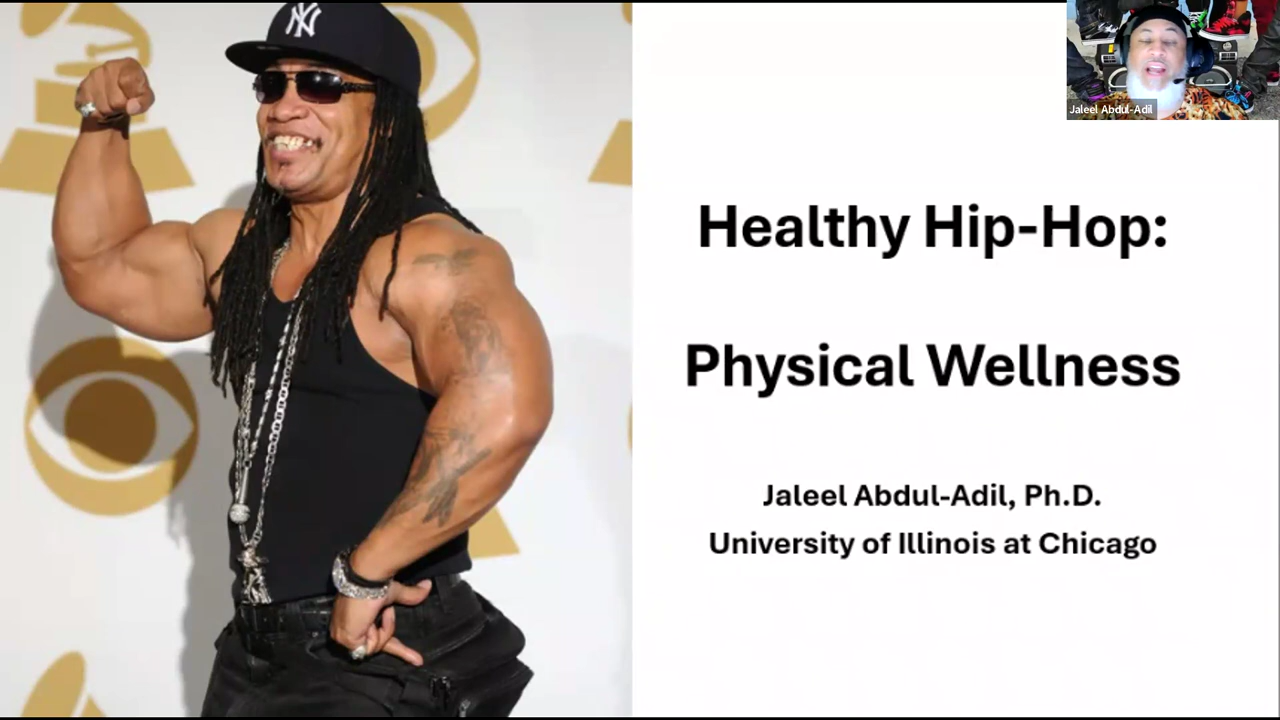 NY
Jaleel Abdul-Adil
Healthy Hip-Hop:
Physical Wellness
Jaleel Abdul-Adil, Ph.D.
University of Illinois at Chicago